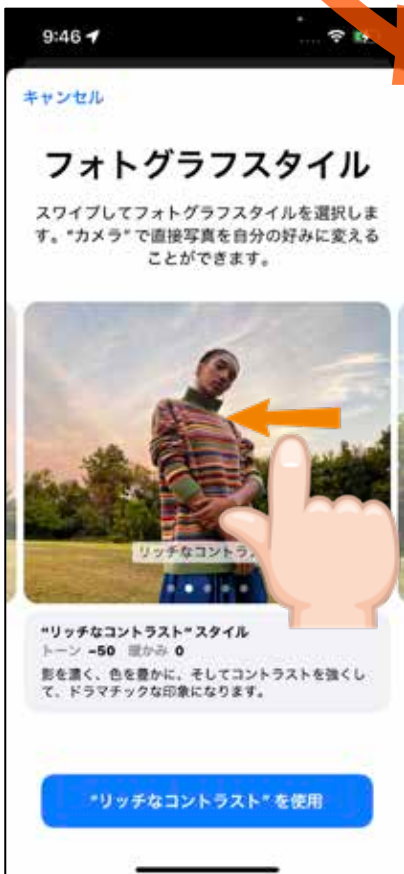 9:46
キャンセル
フォトグラフスタイル
スワイプしてフォトグラフスタイルを選択しま
す。“カメラ”で直接写真を自分の好みに変える
ことができます。
リッチなコントラ
“リッチなコントラスト”スタイル
トーン -50 暖かみ 0
影を濃く、色を豊かに、そしてコントラストを強くし
て、ドラマチックな印象になります。
“リッチなコントラスト”を使用